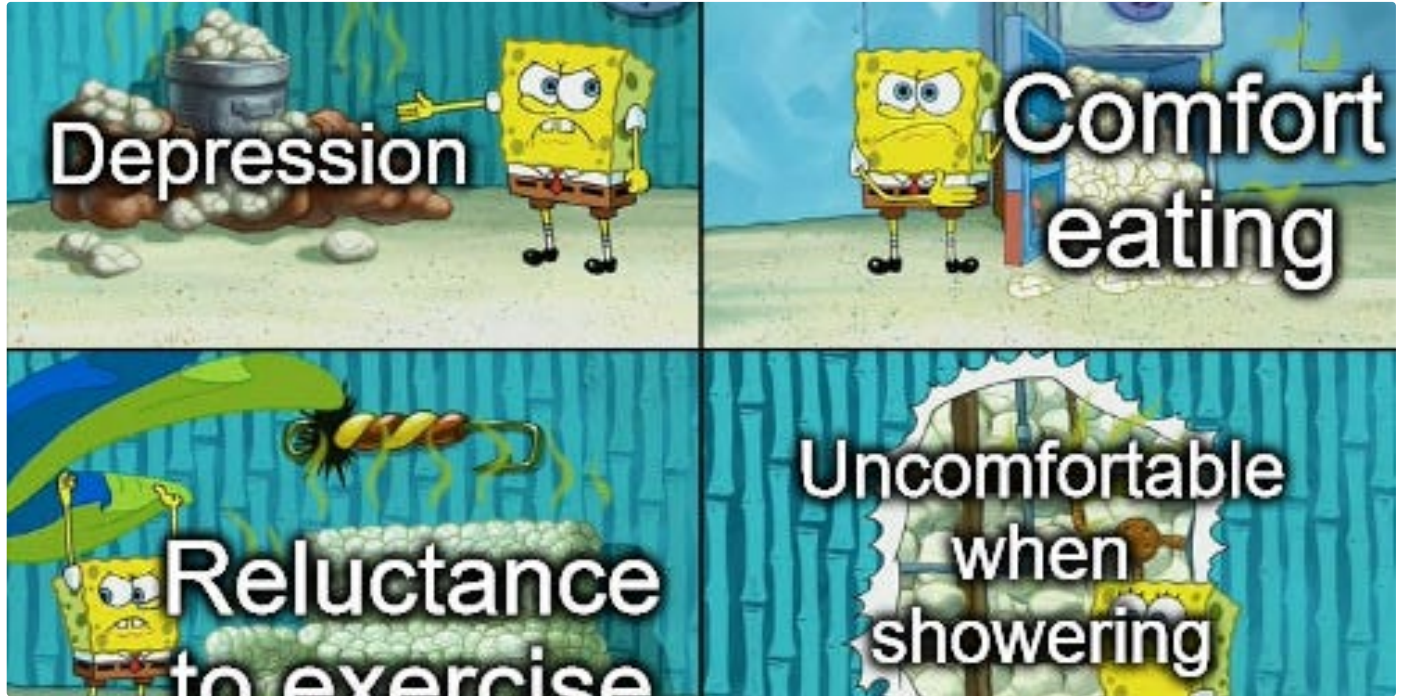 Depression
Comfort
eating
Reluctance
to exercise
Uncomfortable
when
showering